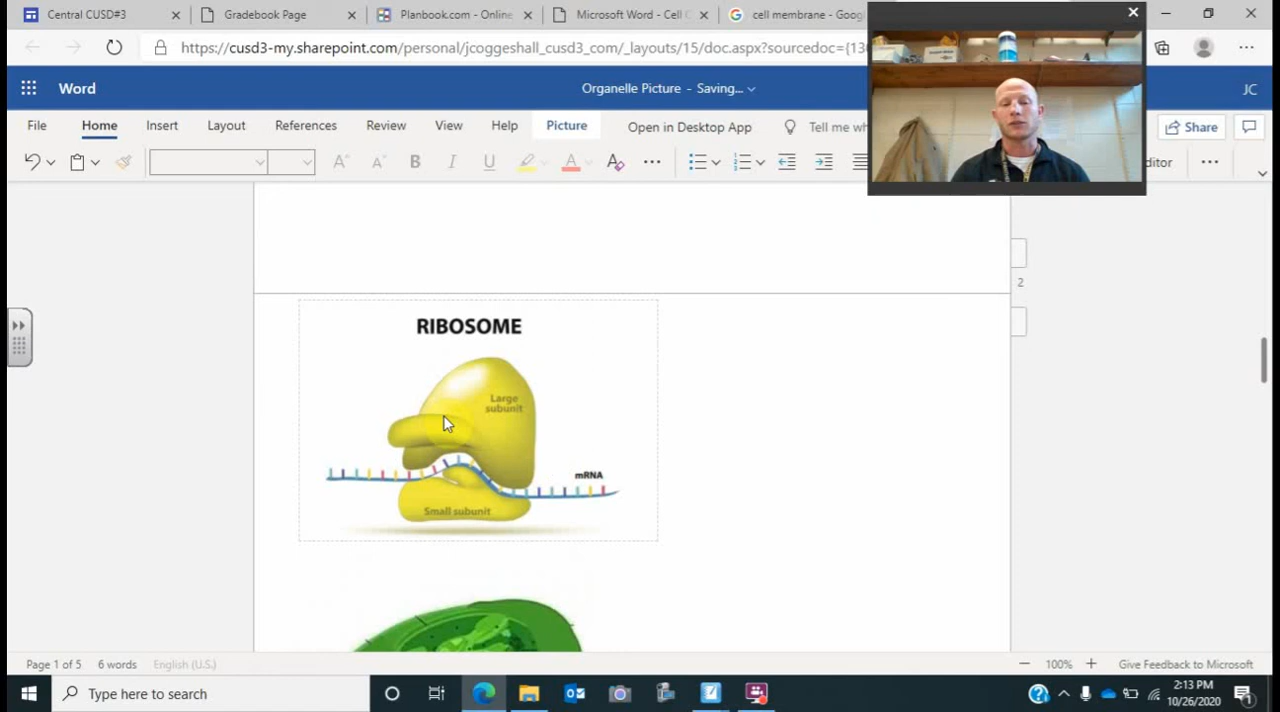 Central CUSD#3
Gradebook Page
Planbook.com - Online
Microsoft Word - Cell
cell membrane - Goog
https://cusd3-my.sharepoint.com/personal/jcoggeshall_cusd3_com/_layouts/15/doc.aspx?sourcedoc={13
Word
Organelle Picture - Saving...
JC
File
Home
Insert
Layout
References
Review
View
Help
Picture
Open in Desktop App
Tell me
Share
B I U A
2
RIBOSOME
Large
subunit
mRNA
Small subunit
Page 1 of 5
6 words
English (U.S.)
100%
Give Feedback to Microsoft
Type here to search
2:13 PM
10/26/2020
1